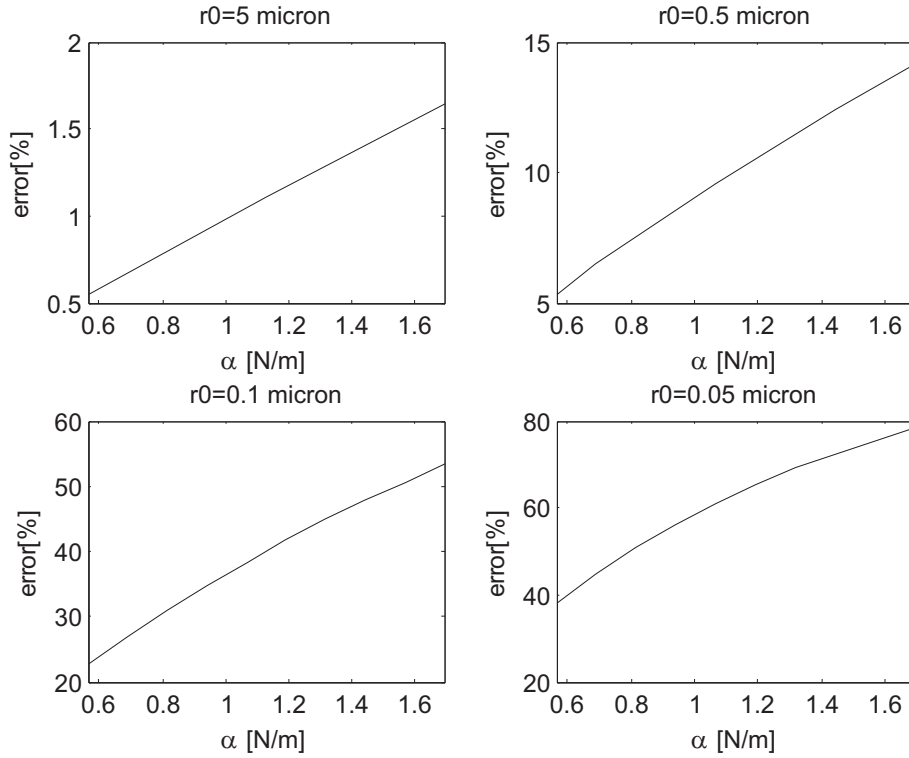 r0=5 micron
error[%]
2
1.5
1
0.5
0.6 0.8 1 1.2 1.4 1.6
α [N/m]
r0=0.5 micron
error[%]
15
10
5
0.6 0.8 1 1.2 1.4 1.6
α [N/m]
r0=0.1 micron
error[%]
60
50
40
30
20
0.6 0.8 1 1.2 1.4 1.6
α [N/m]
r0=0.05 micron
error[%]
80
60
40
20
0.6 0.8 1 1.2 1.4 1.6
α [N/m]